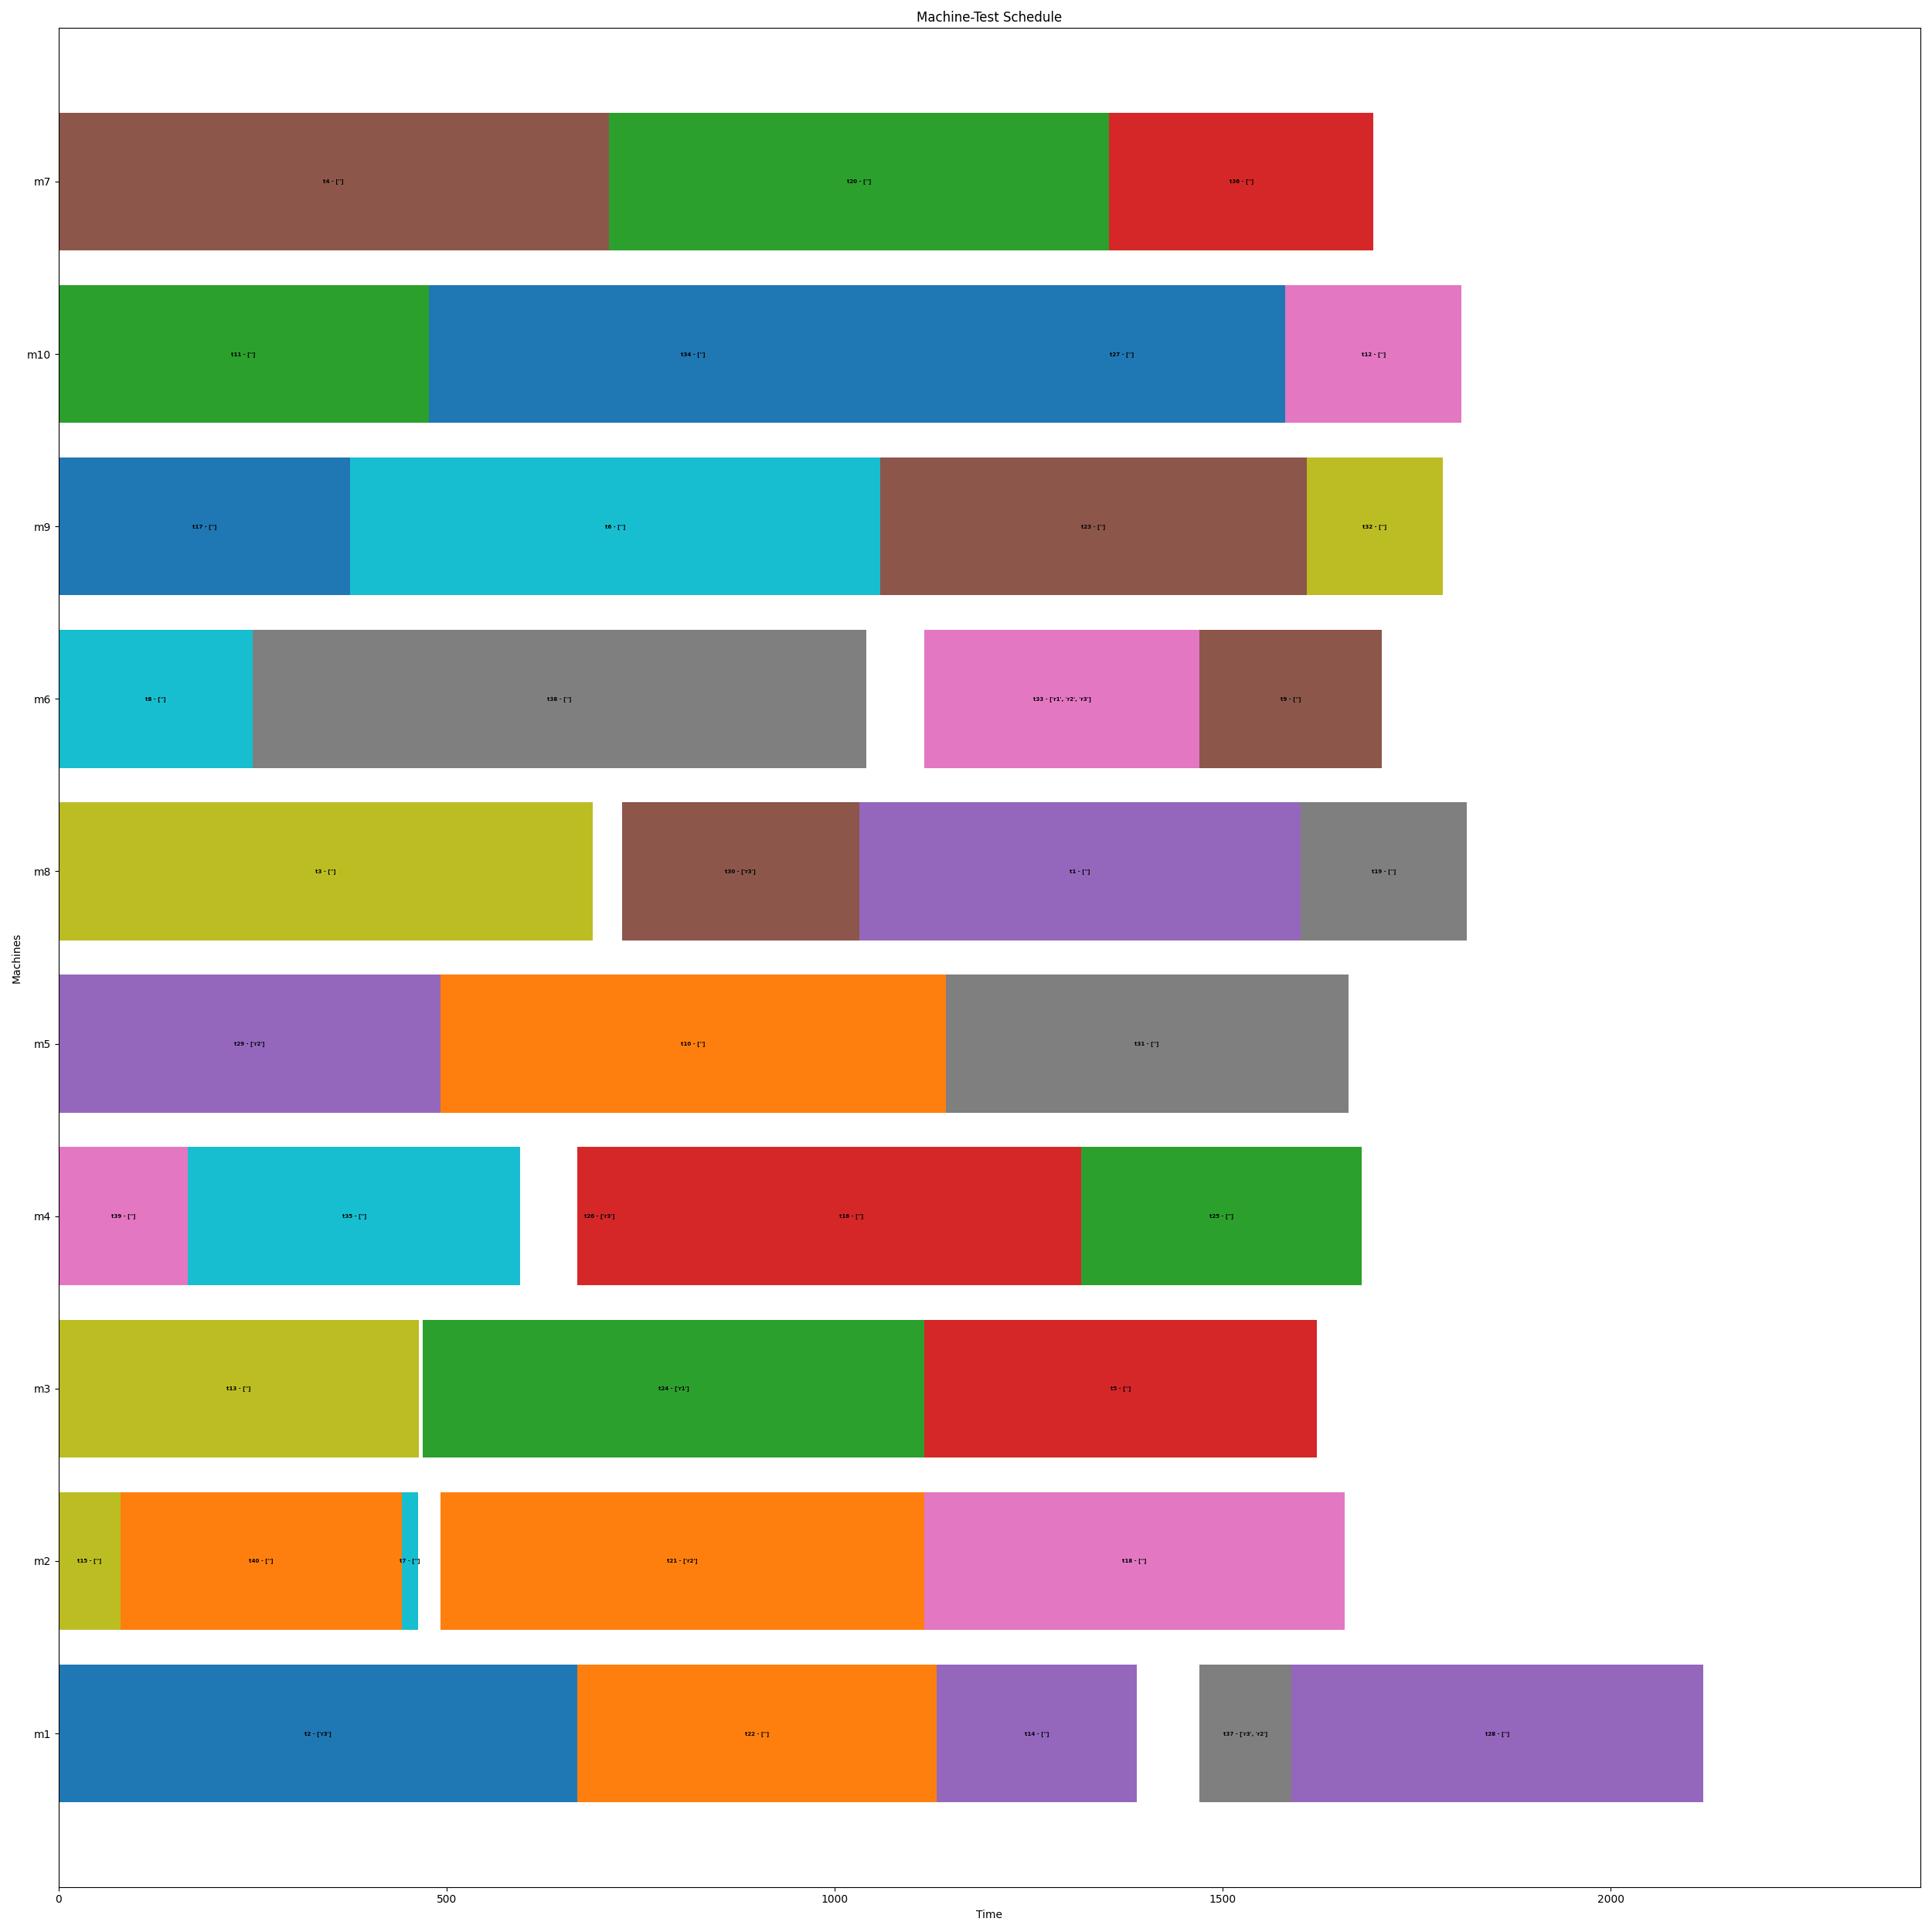 Machine-Test Schedule
m7
t4 - ['']
t20 - ['']
t36 - ['']
m10
t11 - ['']
t34 - ['']
t27 - ['']
t12 - ['']
m9
t17 - ['']
t6 - ['']
t23 - ['']
t32 - ['']
m6
t8 - ['']
t38 - ['']
t33 - ['r1', 'r2', 'r3']
t9 - ['']
m8
t3 - ['']
t30 - ['r3']
t1 - ['']
t19 - ['']
m5
t29 - ['r2']
t10 - ['']
t31 - ['']
m4
t39 - ['']
t35 - ['']
t26 - ['r3']
t16 - ['']
t25 - ['']
m3
t13 - ['']
t24 - ['r1']
t5 - ['']
m2
t15 - ['']
t40 - ['']
t7 - ['']
t21 - ['r2']
t18 - ['']
m1
t2 - ['r3']
t22 - ['']
t14 - ['']
t37 - ['r3', 'r2']
t28 - ['']
Machines
0
500
1000
1500
2000
Time